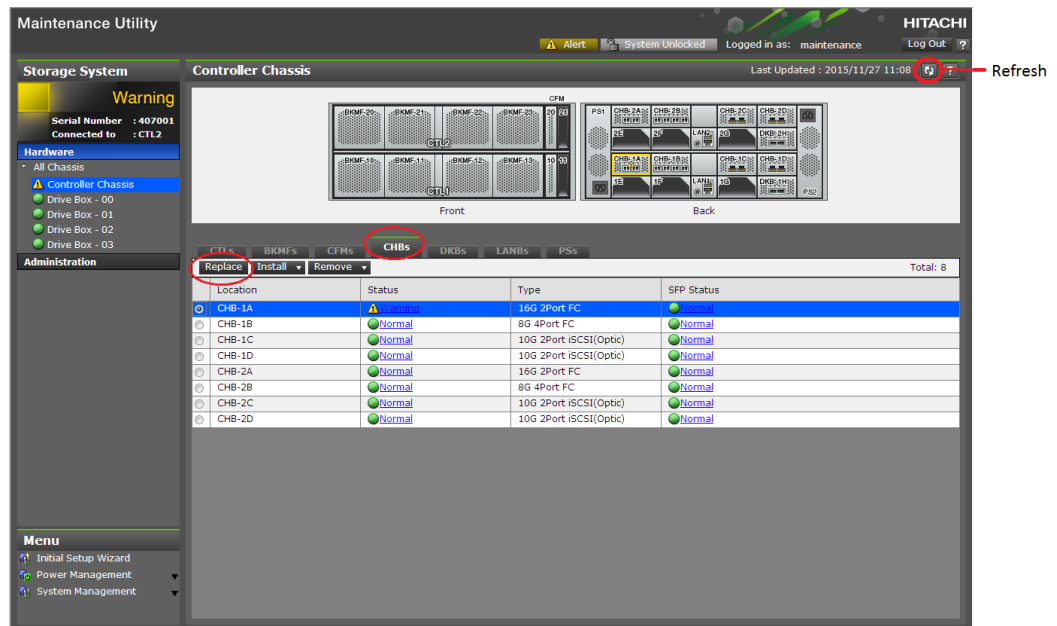 Maintenance Utility
HITACHI
Alert
System Unlocked
Logged in as: maintenance
Log Out ?
Storage System
Controller Chassis
Last Updated : 2015/11/27 11:08
?
Refresh
Warning
Serial Number : 407001
Connected to : CTL2
Hardware
All Chassis
Controller Chassis
Drive Box - 00
Drive Box - 01
Drive Box - 02
Drive Box - 03
Administration
CFM
BKMF-20 BKMF-21 BKMF-22 BKMF-23 20 21
CTL2
BKMF-10 BKMF-11 BKMF-12 BKMF-13 10 11
CTL1
Front
PS1 CHB-2A CHB-2B CHB-2C CHB-2D
2E 2F LAN2 2G DKB-2H
CHB-1A CHB-1B CHB-1C CHB-1D
1E 1F LAN1 1G DKB-1H PS2
Back
CTLs BKMFs CFMs CHBs DKBs LANBs PSs
Replace Install Remove
Total: 8
Location Status Type SFP Status
CHB-1A Warning 16G 2Port FC Normal
CHB-1B Normal 8G 4Port FC Normal
CHB-1C Normal 10G 2Port iSCSI(Optic) Normal
CHB-1D Normal 10G 2Port iSCSI(Optic) Normal
CHB-2A Normal 16G 2Port FC Normal
CHB-2B Normal 8G 4Port FC Normal
CHB-2C Normal 10G 2Port iSCSI(Optic) Normal
CHB-2D Normal 10G 2Port iSCSI(Optic) Normal
Menu
Initial Setup Wizard
Power Management
System Management